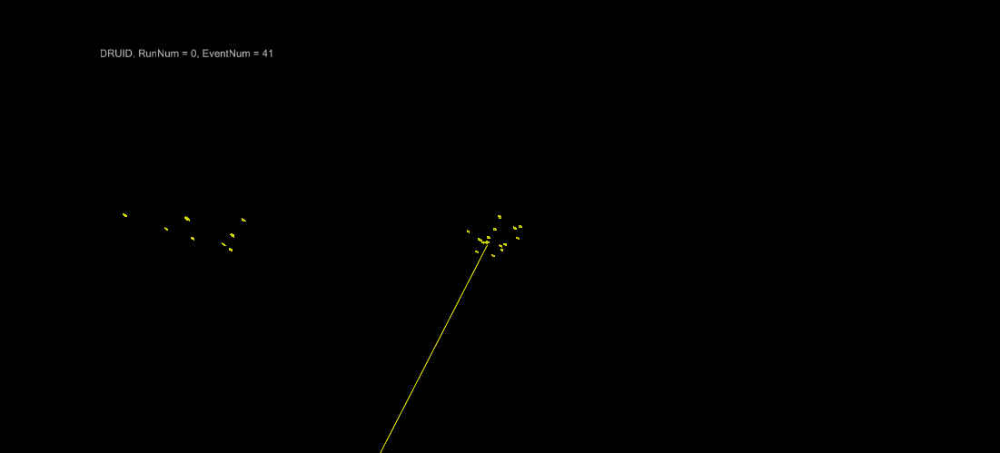 DRUID, RunNum = 0, EventNum = 41